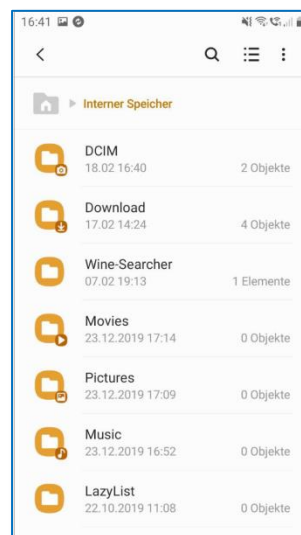 16:41
Interner Speicher
DCIM
18.02 16:40 2 Objekte
Download
17.02 14:24 4 Objekte
Wine-Searcher
07.02 19:13 1 Elemente
Movies
23.12.2019 17:14 0 Objekte
Pictures
23.12.2019 17:09 0 Objekte
Music
23.12.2019 16:52 0 Objekte
LazyList
22.10.2019 11:08 0 Objekte